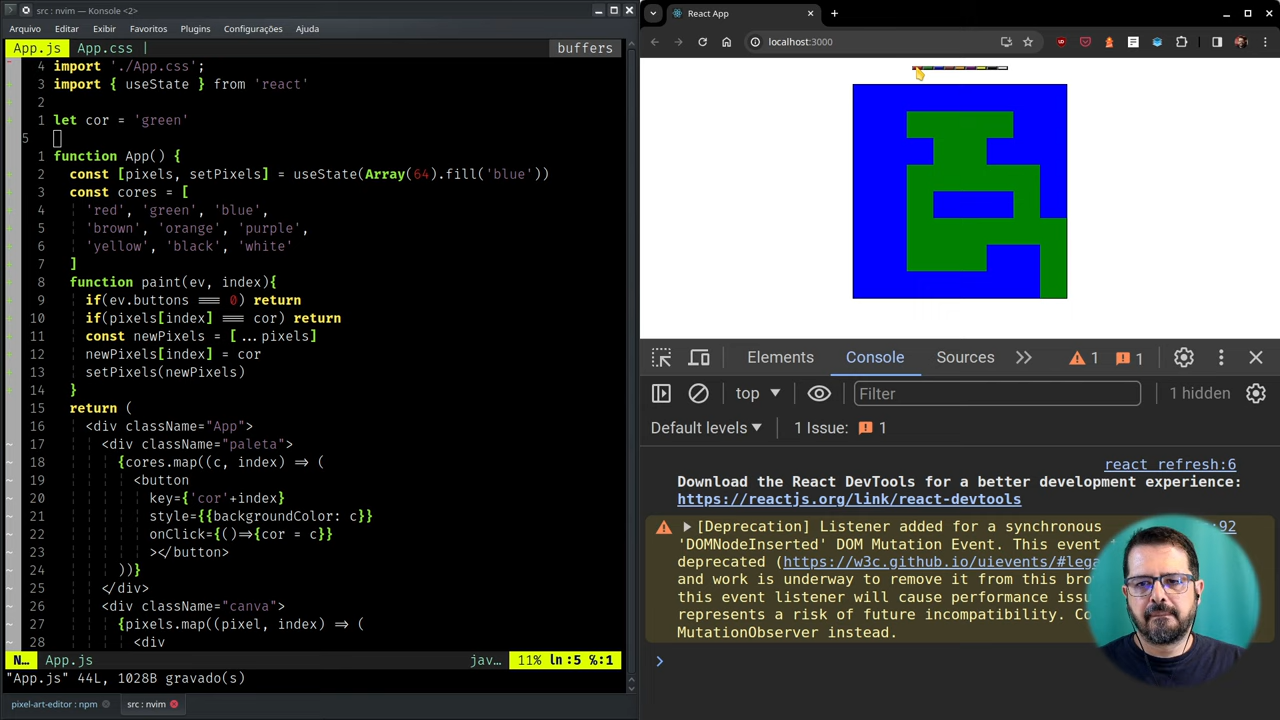 src : nvim — Konsole <2>
Arquivo Editar Exibir Plugins Configurações Ajuda
App.js App.css | buffers
4 import './App.css';
3 import { useState } from 'react'
2
1 let cor = 'green'
5
1 function App() {
2 const [pixels, setPixels] = useState(Array(64).fill('blue'))
3 const cores = [
4 'red', 'green', 'blue',
5 'brown', 'orange', 'purple',
6 'yellow', 'black', 'white'
7 ]
8 function paint(ev, index){
9 if(ev.buttons === 0) return
10 if(pixels[index] === cor) return
11 const newPixels = [...pixels]
12 newPixels[index] = cor
13 setPixels(newPixels)
14 }
15 return (
16 <div className="App">
17 <div className="paleta">
18 {cores.map((c, index) => (
19 <button
20 key={'cor'+index}
21 style={{backgroundColor: c}}
22 onClick={()=>{cor = c}}
23 ></button>
24 ))}
25 </div>
26 <div className="canva">
27 {pixels.map((pixel, index) => (
28 <div
N… App.js jav… 11% ln:5 %:1
"App.js" 44L, 1028B gravado(s)
pixel-art-editor : npm src : nvim
React App
localhost:3000
Elements Console Sources 1 1
top Filter 1 hidden
Default levels 1 Issue: 1
react refresh:6
Download the React DevTools for a better development experience:
https://reactjs.org/link/react-devtools
[Deprecation] Listener added for a synchronous :92
'DOMNodeInserted' DOM Mutation Event. This event
deprecated (https://w3c.github.io/uievents/#lega
and work is underway to remove it from this bro
this event listener will cause performance issu
represents a risk of future incompatibility. Co
MutationObserver instead.